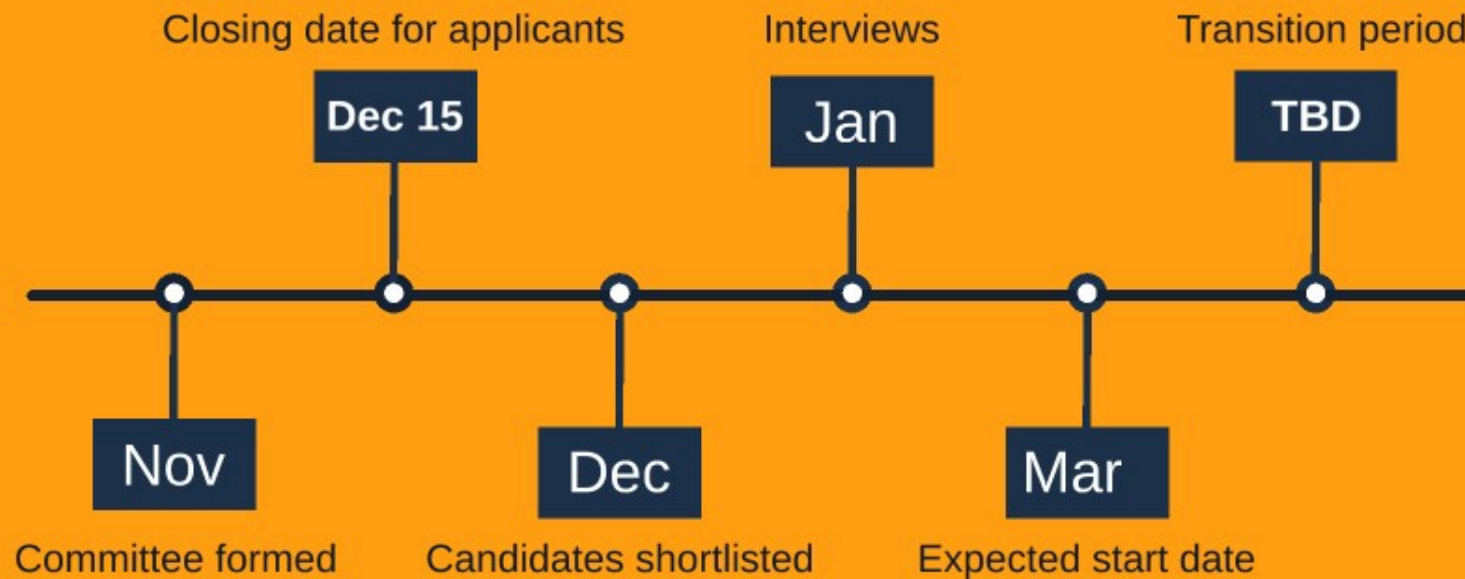 Closing date for applicants
Interviews
Transition period
Dec 15
Jan
TBD
Nov
Dec
Mar
Committee formed
Candidates shortlisted
Expected start date